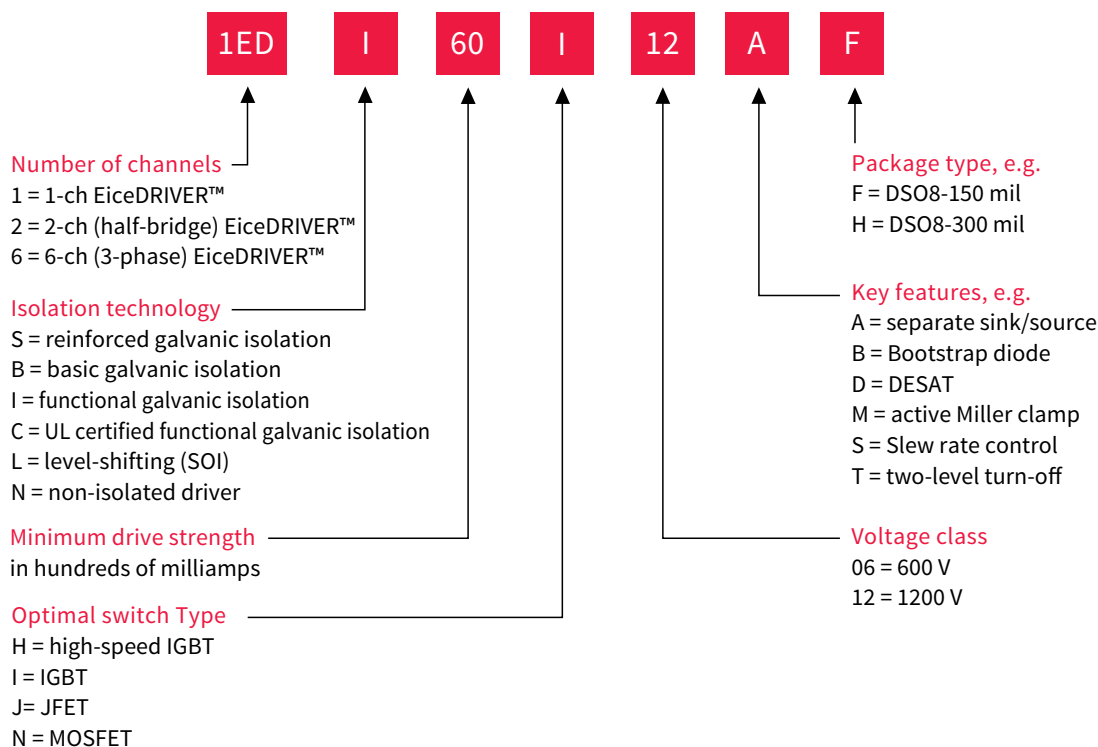 1ED I 60 I 12 A F
Number of channels
1 = 1-ch EiceDRIVER™
2 = 2-ch (half-bridge) EiceDRIVER™
6 = 6-ch (3-phase) EiceDRIVER™
Isolation technology
S = reinforced galvanic isolation
B = basic galvanic isolation
I = functional galvanic isolation
C = UL certified functional galvanic isolation
L = level-shifting (SOI)
N = non-isolated driver
Minimum drive strength
in hundreds of milliamps
Optimal switch Type
H = high-speed IGBT
I = IGBT
J= JFET
N = MOSFET
Package type, e.g.
F = DSO8-150 mil
H = DSO8-300 mil
Key features, e.g.
A = separate sink/source
B = Bootstrap diode
D = DESAT
M = active Miller clamp
S = Slew rate control
T = two-level turn-off
Voltage class
06 = 600 V
12 = 1200 V